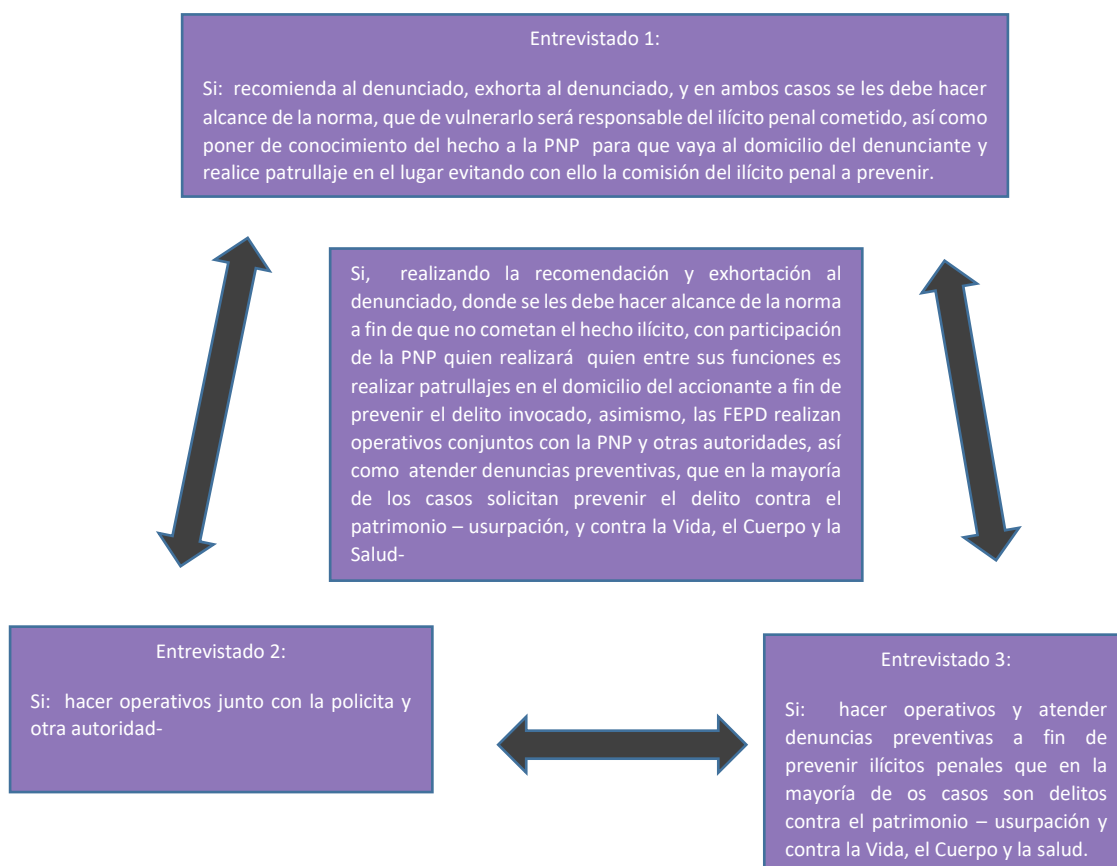 Entrevistado 1:
Si: recomienda al denunciado, exhorta al denunciado, y en ambos casos se les debe hacer
alcance de la norma, que de vulnerarlo será responsable del ilícito penal cometido, así como
poner de conocimiento del hecho a la PNP para que vaya al domicilio del denunciante y
realice patrullaje en el lugar evitando con ello la comisión del ilícito penal a prevenir.
Si, realizando la recomendación y exhortación al
denunciado, donde se les debe hacer alcance de la norma
a fin de que no cometan el hecho ilícito, con participación
de la PNP quien realizará quien entre sus funciones es
realizar patrullajes en el domicilio del accionante a fin de
prevenir el delito invocado, asimismo, las FEPD realizan
operativos conjuntos con la PNP y otras autoridades, así
como atender denuncias preventivas, que en la mayoría
de los casos solicitan prevenir el delito contra el
patrimonio – usurpación, y contra la Vida, el Cuerpo y la
Salud-
Entrevistado 2:
Si: hacer operativos junto con la policita y
otra autoridad-
Entrevistado 3:
Si: hacer operativos y atender
denuncias preventivas a fin de
prevenir ilícitos penales que en la
mayoría de os casos son delitos
contra el patrimonio – usurpación y
contra la Vida, el Cuerpo y la salud.